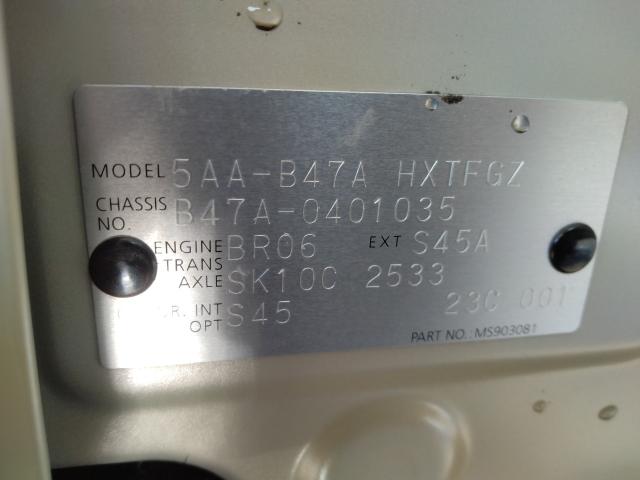 MODEL 5AA-B47A HXTFGZ
CHASSIS NO. B47A-0401035
ENGINE BR06 EXT S45A
TRANS AXLE SK10C 2533
R. INT OPT S45 23C 001
PART NO.: MS903081